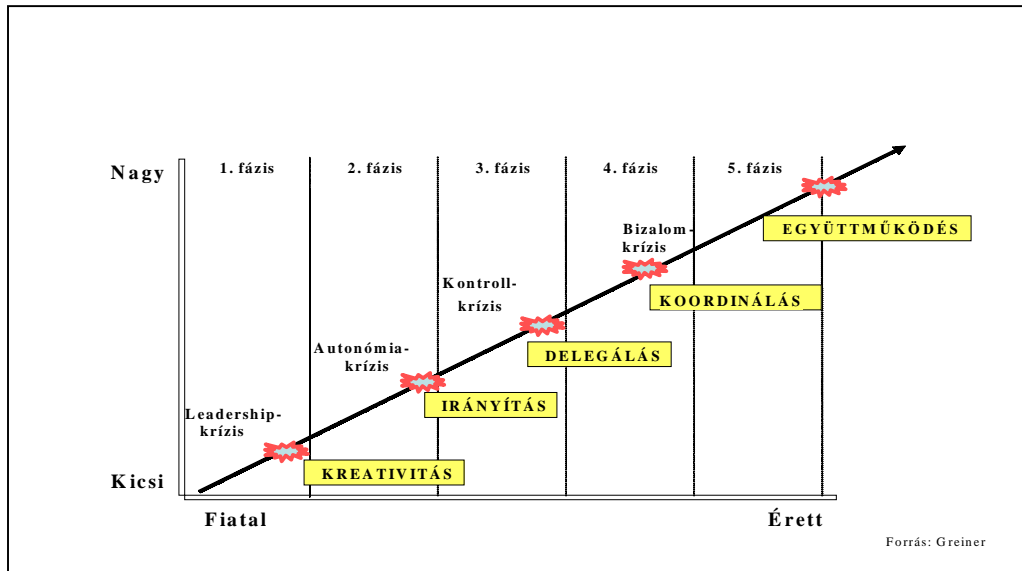 Nagy
1. fázis
2. fázis
3. fázis
4. fázis
5. fázis
Bizalom-
krízis
EGYÜTTMŰKÖDÉS
Kontroll-
krízis
KOORDINÁLÁS
Autonómia-
krízis
DELEGÁLÁS
Leadership-
krízis
IRÁNYÍTÁS
Kicsi
KREATIVITÁS
Fiatal
Érett
Forrás: Greiner